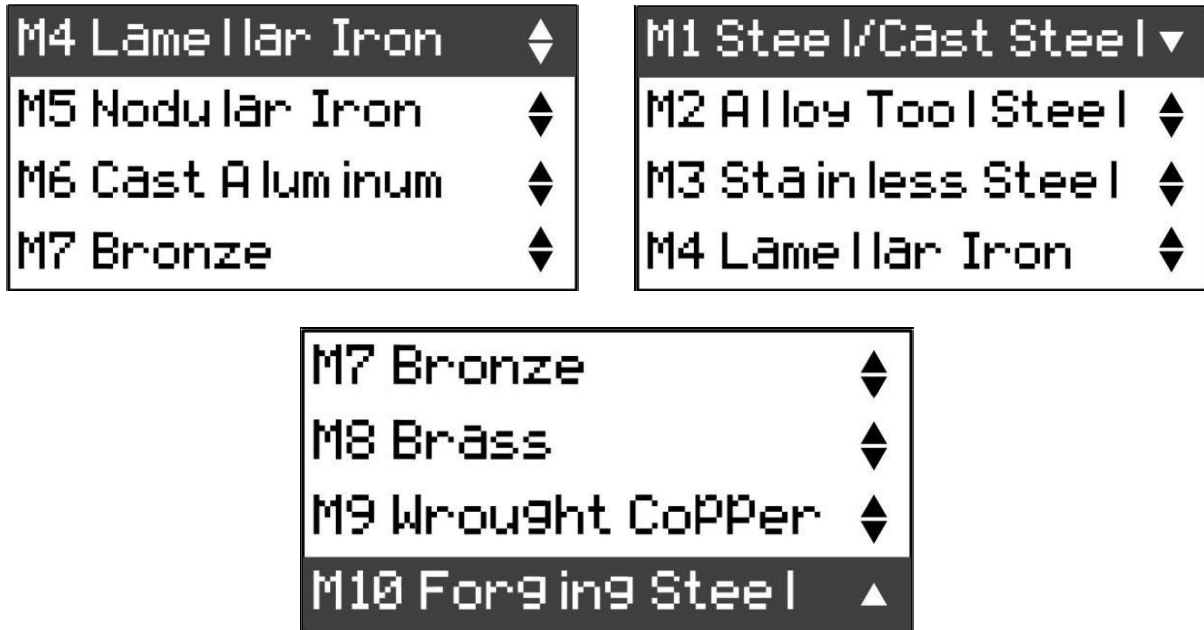 M4 Lamellar Iron
M5 Nodular Iron
M6 Cast Aluminum
M7 Bronze
M1 Steel/Cast Steel
M2 Alloy Tool Steel
M3 Stainless Steel
M4 Lamellar Iron
M7 Bronze
M8 Brass
M9 Wrought Copper
M10 Forging Steel